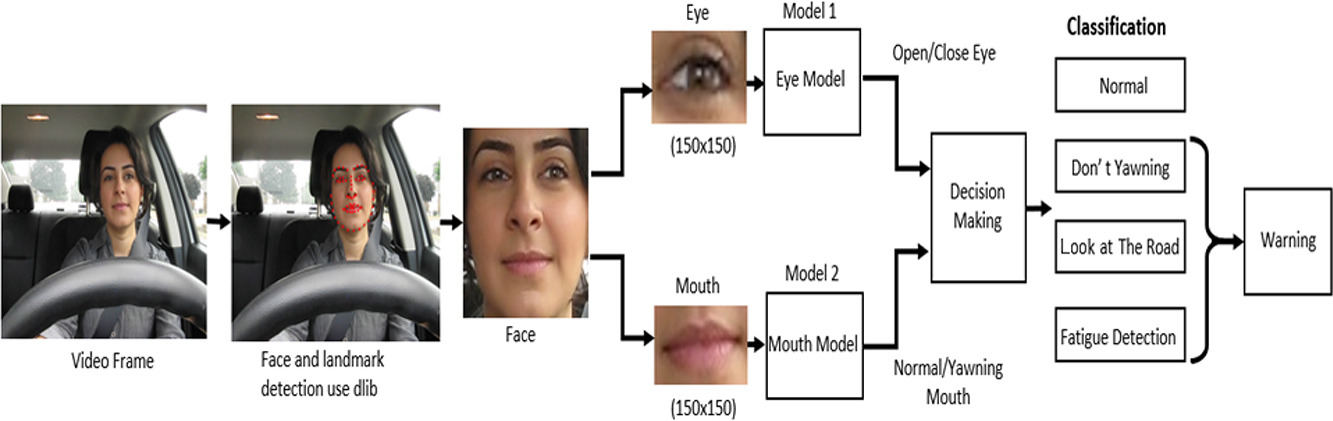 Video Frame
Face and landmark
detection use dlib
Face
Eye
(150x150)
Mouth
(150x150)
Model 1
Eye Model
Model 2
Mouth Model
Open/Close Eye
Normal/Yawning
Mouth
Decision
Making
Classification
Normal
Don' t Yawning
Look at The Road
Fatigue Detection
Warning